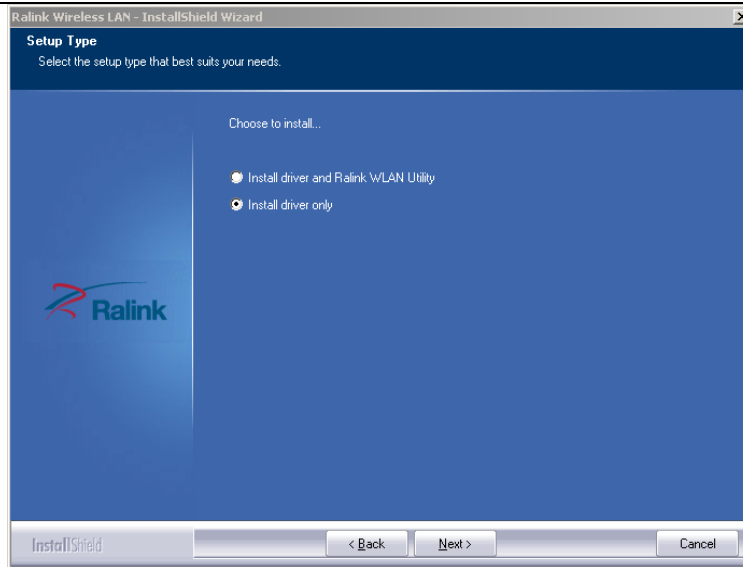 Ralink Wireless LAN - InstallShield Wizard
Setup Type
Select the setup type that best suits your needs.
Choose to install...
Install driver and Ralink WLAN Utility
Install driver only
Ralink
InstallShield
< Back
Next >
Cancel